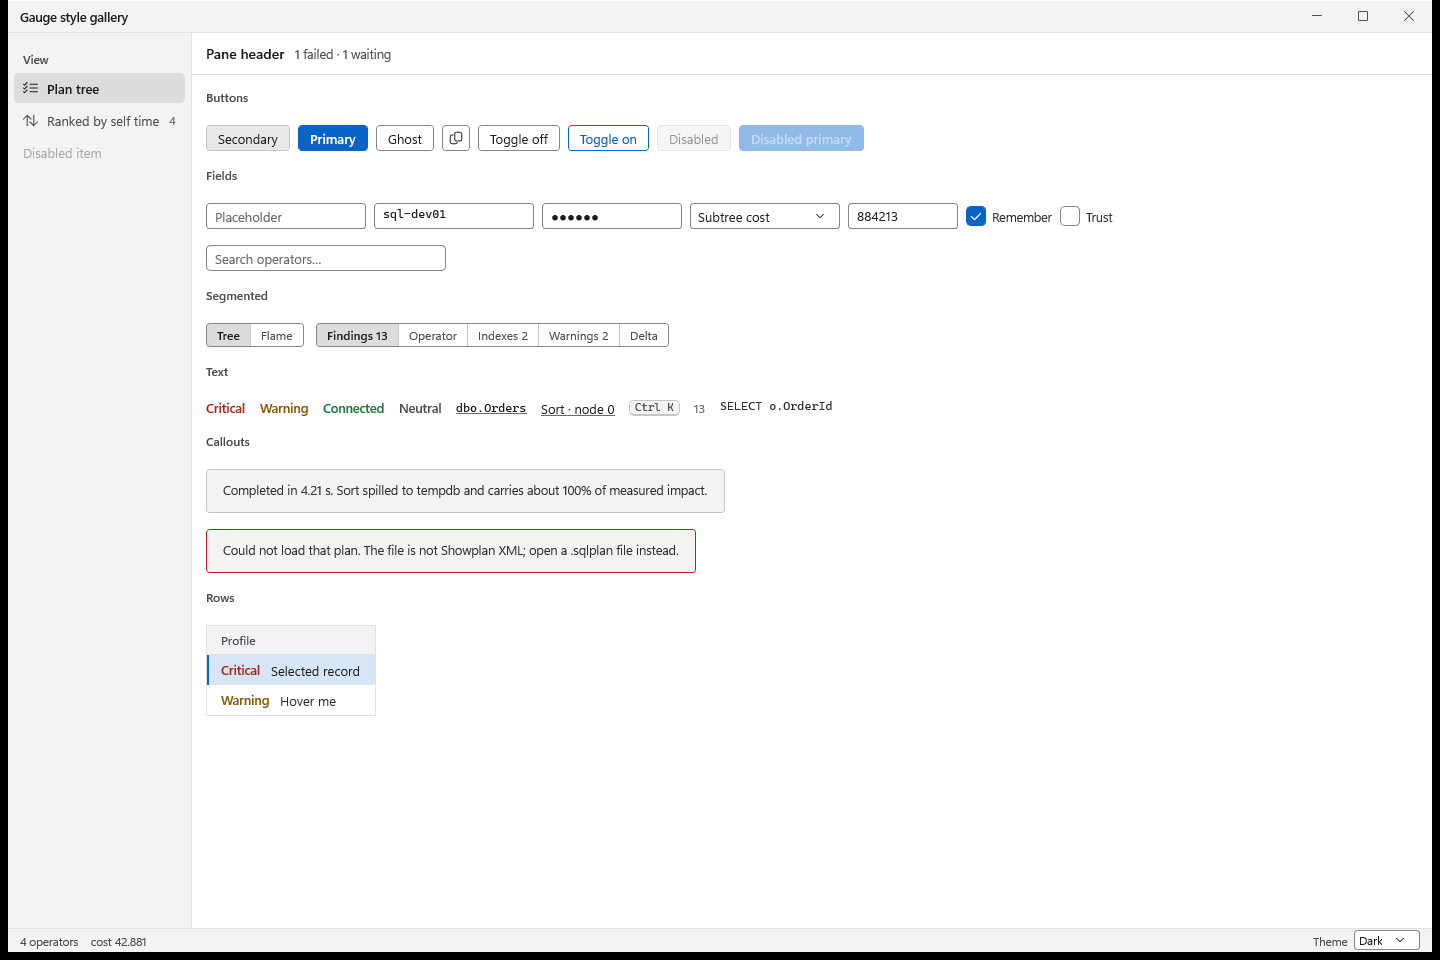 Gauge style gallery
View
Plan tree
Ranked by self time 4
Disabled item
Pane header 1 failed · 1 waiting
Buttons
Secondary Primary Ghost Toggle off Toggle on Disabled Disabled primary
Fields
Placeholder sql-dev01 ●●●●●● Subtree cost 884213 Remember Trust
Search operators...
Segmented
Tree Flame Findings 13 Operator Indexes 2 Warnings 2 Delta
Text
Critical Warning Connected Neutral dbo.Orders Sort · node 0 Ctrl K 13 SELECT o.OrderId
Callouts
Completed in 4.21 s. Sort spilled to tempdb and carries about 100% of measured impact.
Could not load that plan. The file is not Showplan XML; open a .sqlplan file instead.
Rows
Profile
Critical Selected record
Warning Hover me
4 operators cost 42.881 Theme Dark